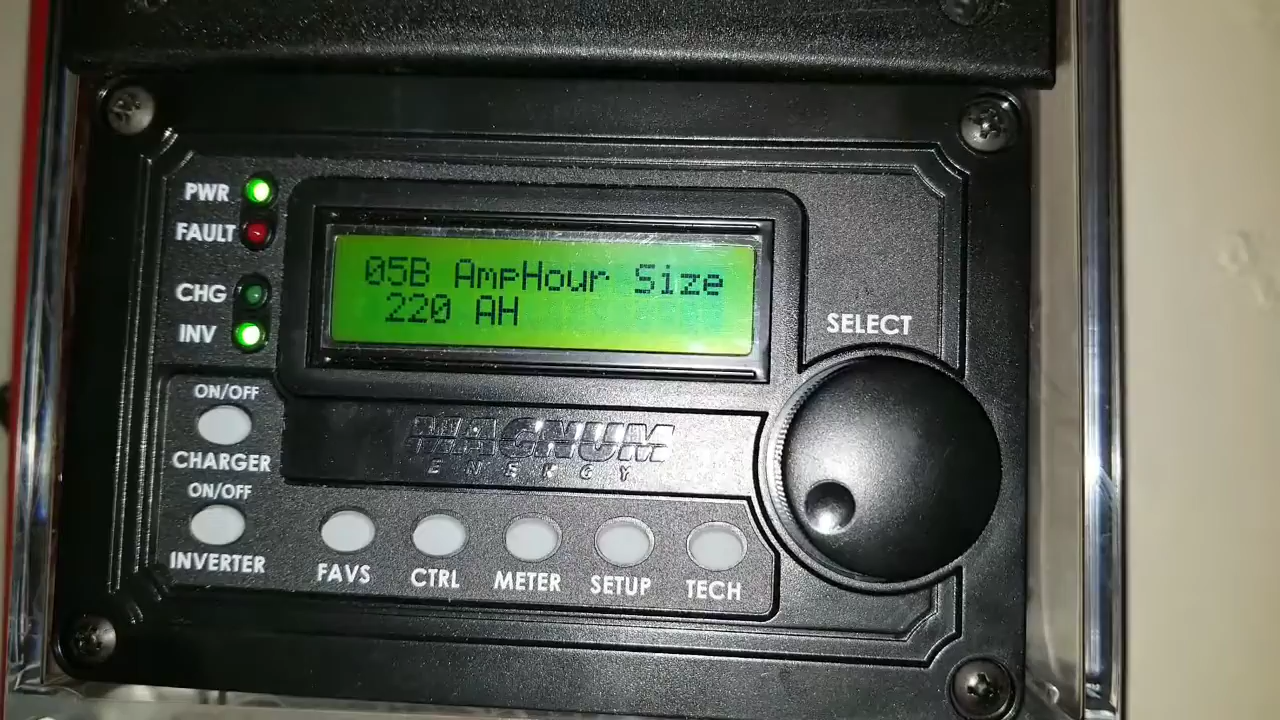 PWR
FAULT
CHG
INV
05B AmpHour Size
220 AH
SELECT
ON/OFF
CHARGER
ON/OFF
INVERTER
MAGNUM
ENERGY
FAVS
CTRL
METER
SETUP
TECH